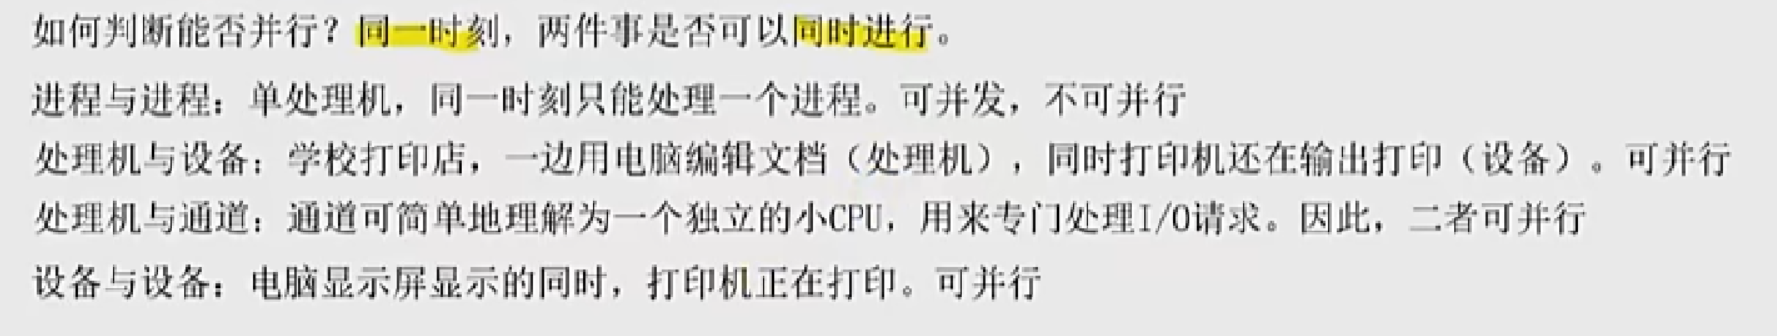 如何判断能否并行？同一时刻，两件事是否可以同时进行。
进程与进程：单处理机，同一时刻只能处理一个进程。可并发，不可并行
处理机与设备：学校打印店，一边用电脑编辑文档（处理机），同时打印机还在输出打印（设备）。可并行
处理机与通道：通道可简单地理解为一个独立的小CPU，用来专门处理I/O请求。因此，二者可并行
设备与设备：电脑显示屏显示的同时，打印机正在打印。可并行